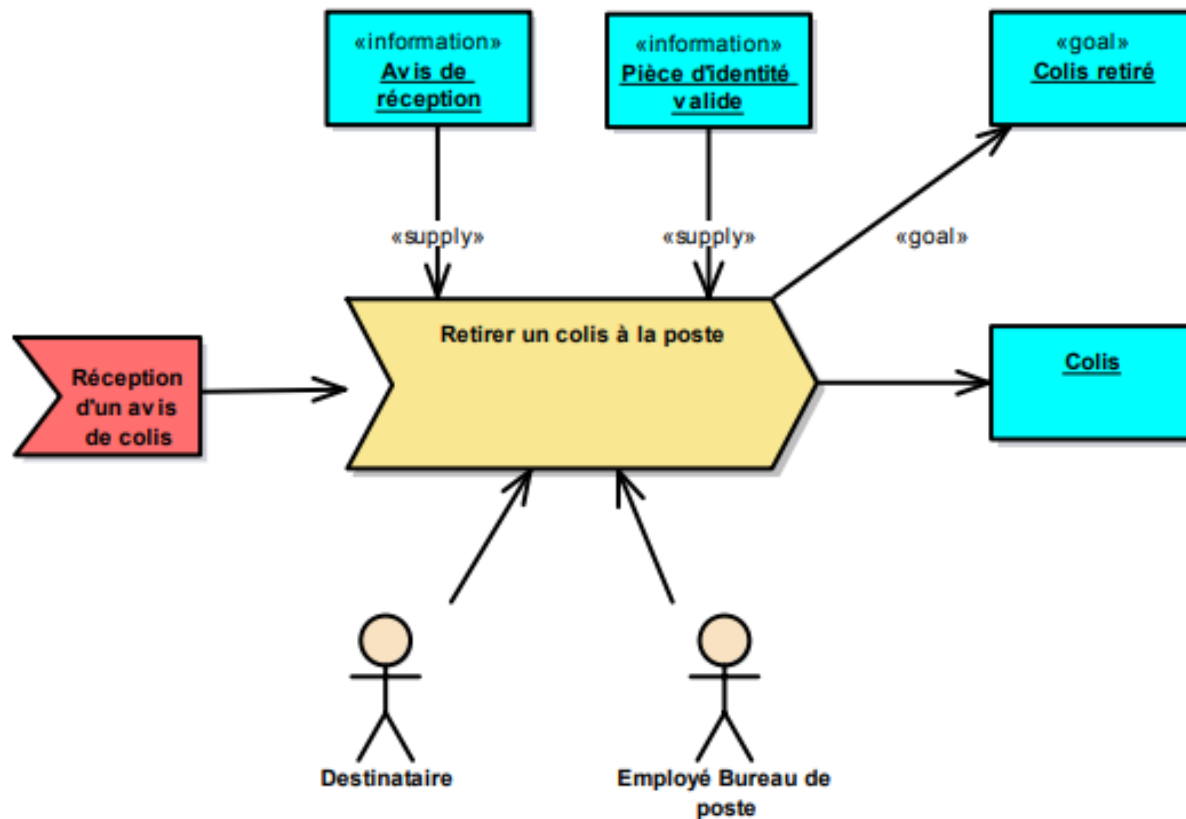 «information»
Avis de
réception
«information»
Pièce d'identité
valide
«goal»
Colis retiré
«supply»
«supply»
«goal»
Retirer un colis à la poste
Réception
d'un avis
de colis
Colis
Destinataire
Employé Bureau de
poste